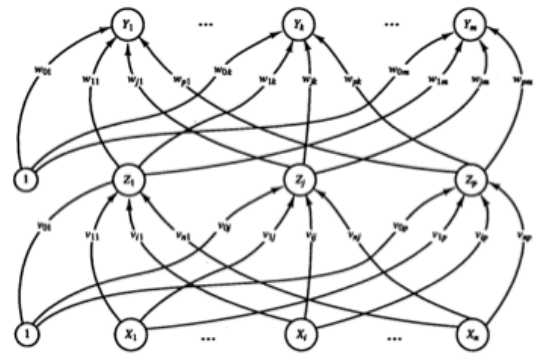 Y1 ... Yk ... Ym
w01 w11 wj1 wp1 w0k w1k wjk wpk w0m w1m wjm wpm
1 Z1 Zj Zp
v01 v11 vi1 vn1 v0j v1j vij vnj v0p v1p vip vnp
1 X1 ... Xi ... Xn